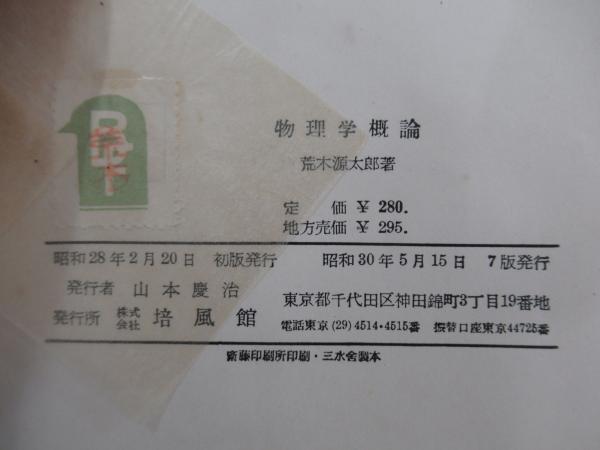 物理学概論
荒木源太郎著
定 価 ¥ 280.
地方売価 ¥ 295.
昭和28年2月20日 初版発行 昭和30年5月15日 7版発行
発行者 山本慶治 東京都千代田区神田錦町3丁目19番地
発行所 株式会社 培風館 電話東京(29)4514・4515番 振替口座東京44725番
印刷所印刷・三水舎製本